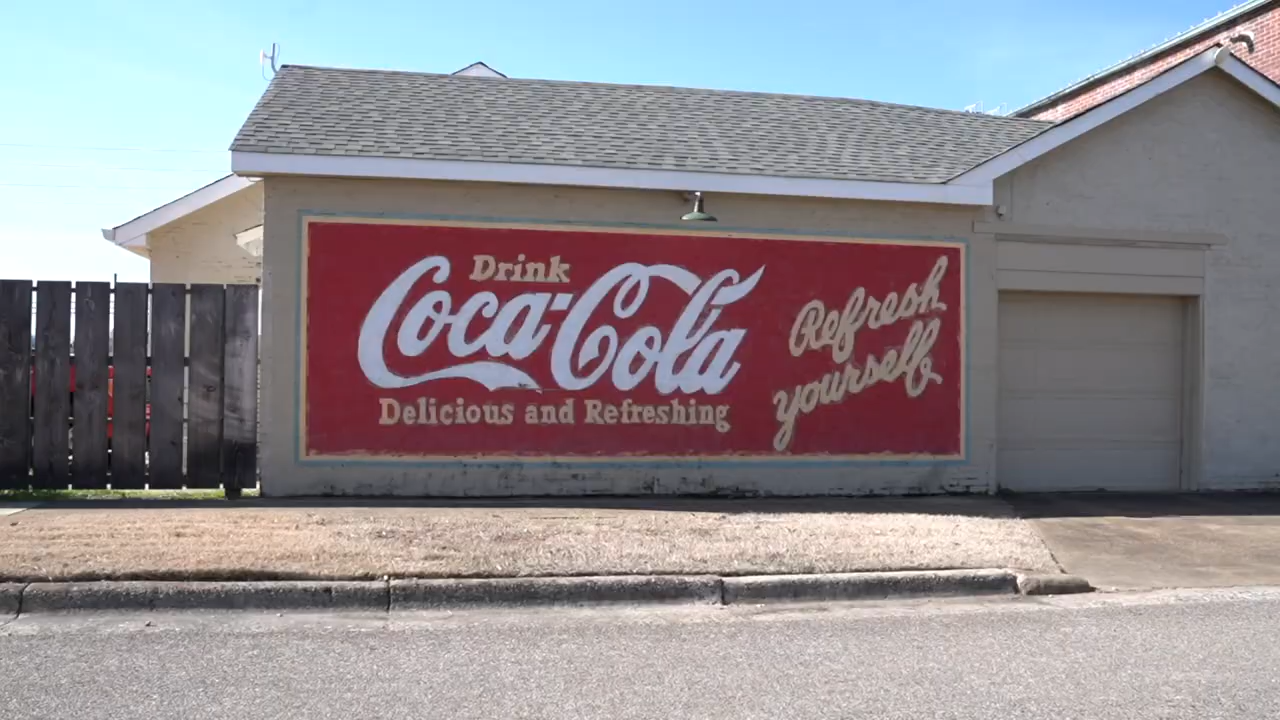 Drink
Coca-Cola
Delicious and Refreshing
Refresh
yourself